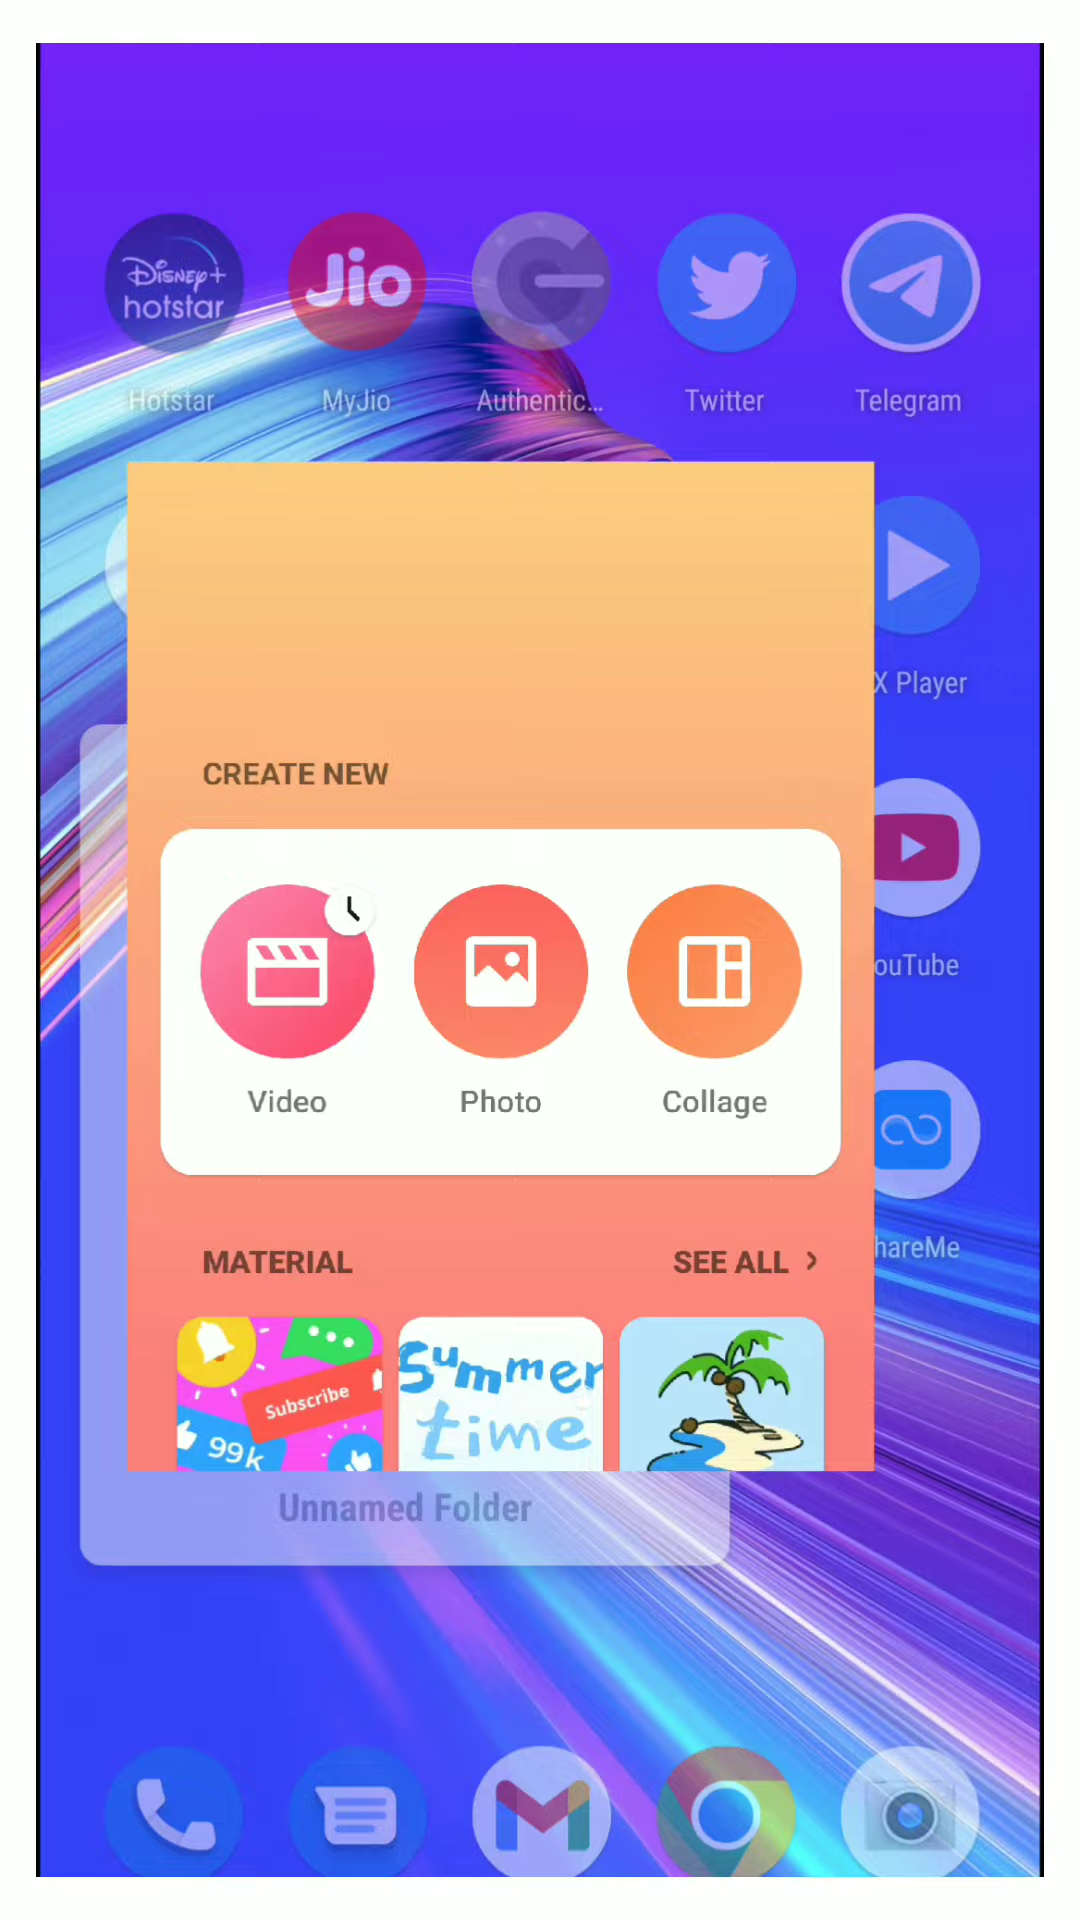 Disney+
hotstar
Jio
Hotstar
MyJio
Authentic...
Twitter
Telegram
X Player
CREATE NEW
ouTube
Video
Photo
Collage
hareMe
MATERIAL
SEE ALL >
Subscribe
99K
summer
time
Unnamed Folder